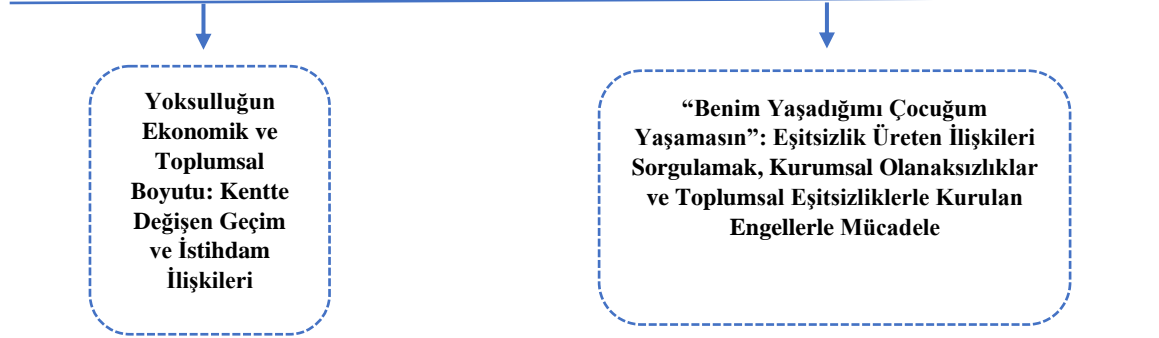 Yoksulluğun
Ekonomik ve
Toplumsal
Boyutu: Kentte
Değişen Geçim
ve İstihdam
İlişkileri
“Benim Yaşadığımı Çocuğum
Yaşamasın”: Eşitsizlik Üreten İlişkileri
Sorgulamak, Kurumsal Olanaksızlıklar
ve Toplumsal Eşitsizliklerle Kurulan
Engellerle Mücadele